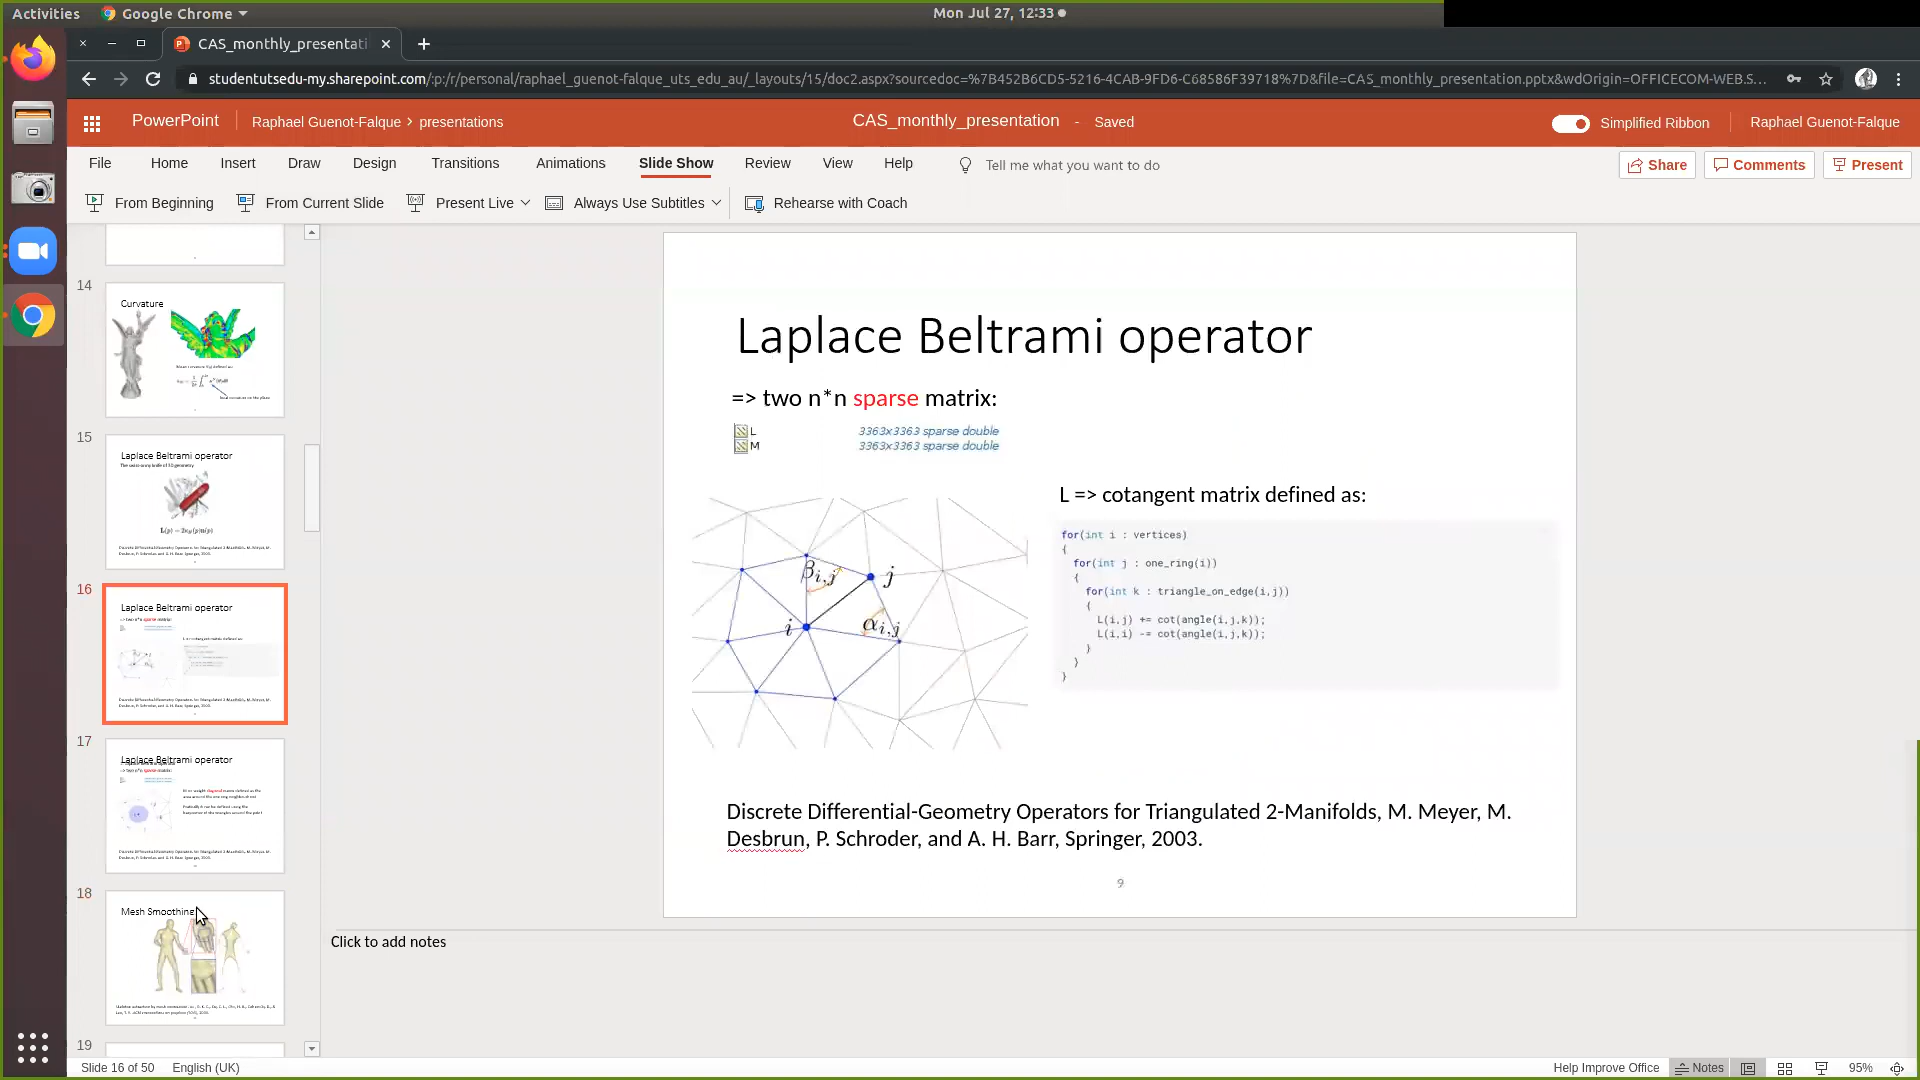 Activities
Google Chrome
Mon Jul 27, 12:33
CAS_monthly_presentati
studentutsedu-my.sharepoint.com/:p:/r/personal/raphael_guenot-falque_uts_edu_au/_layouts/15/doc2.aspx?sourcedoc=%7B452B6CD5-5216-4CAB-9FD6-C68586F39718%7D&file=CAS_monthly_presentation.pptx&wdOrigin=OFFICECOM-WEB.S...
PowerPoint
Raphael Guenot-Falque > presentations
CAS_monthly_presentation - Saved
Simplified Ribbon
Raphael Guenot-Falque
File
Home
Insert
Draw
Design
Transitions
Animations
Slide Show
Review
View
Help
Tell me what you want to do
Share
Comments
Present
From Beginning
From Current Slide
Present Live
Always Use Subtitles
Rehearse with Coach
14
Curvature
15
Laplace Beltrami operator
16
Laplace Beltrami operator
=> two n*n sparse matrix:
17
Laplace Beltrami operator
=> two n*n sparse matrix:
18
Mesh Smoothing
19
Laplace Beltrami operator
=> two n*n sparse matrix:
L 3363x3363 sparse double
M 3363x3363 sparse double
L => cotangent matrix defined as:
for(int i : vertices)
{
for(int j : one_ring(i))
{
for(int k : triangle_on_edge(i,j))
{
L(i,j) += cot(angle(i,j,k));
L(i,i) -= cot(angle(i,j,k));
}
}
}
βi,j
j
i
αi,j
Discrete Differential-Geometry Operators for Triangulated 2-Manifolds, M. Meyer, M.
Desbrun, P. Schroder, and A. H. Barr, Springer, 2003.
9
Click to add notes
Slide 16 of 50
English (UK)
Help Improve Office
Notes
95%